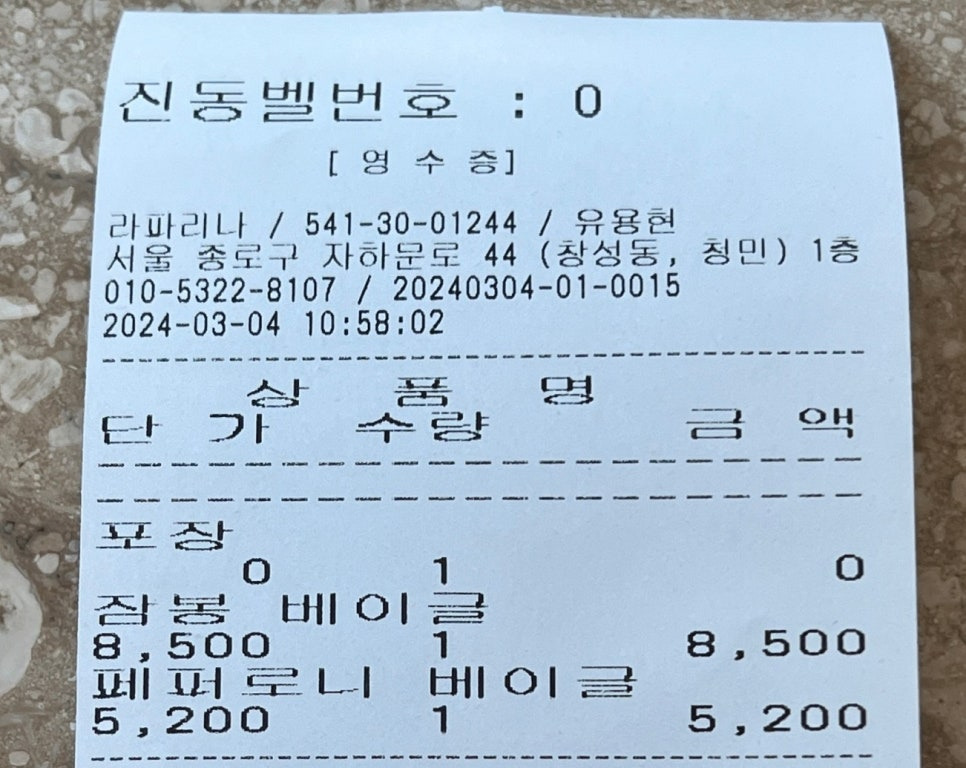 진동벨번호 : 0
[ 영 수 증]
라파리나 / 541-30-01244 / 유용현
서울 종로구 자하문로 44 (창성동, 청민) 1층
010-5322-8107 / 20240304-01-0015
2024-03-04 10:58:02
상 품 명
단 가 수량 금 액
포장
0 1 0
잠봉 베이글
8,500 1 8,500
페퍼로니 베이글
5,200 1 5,200